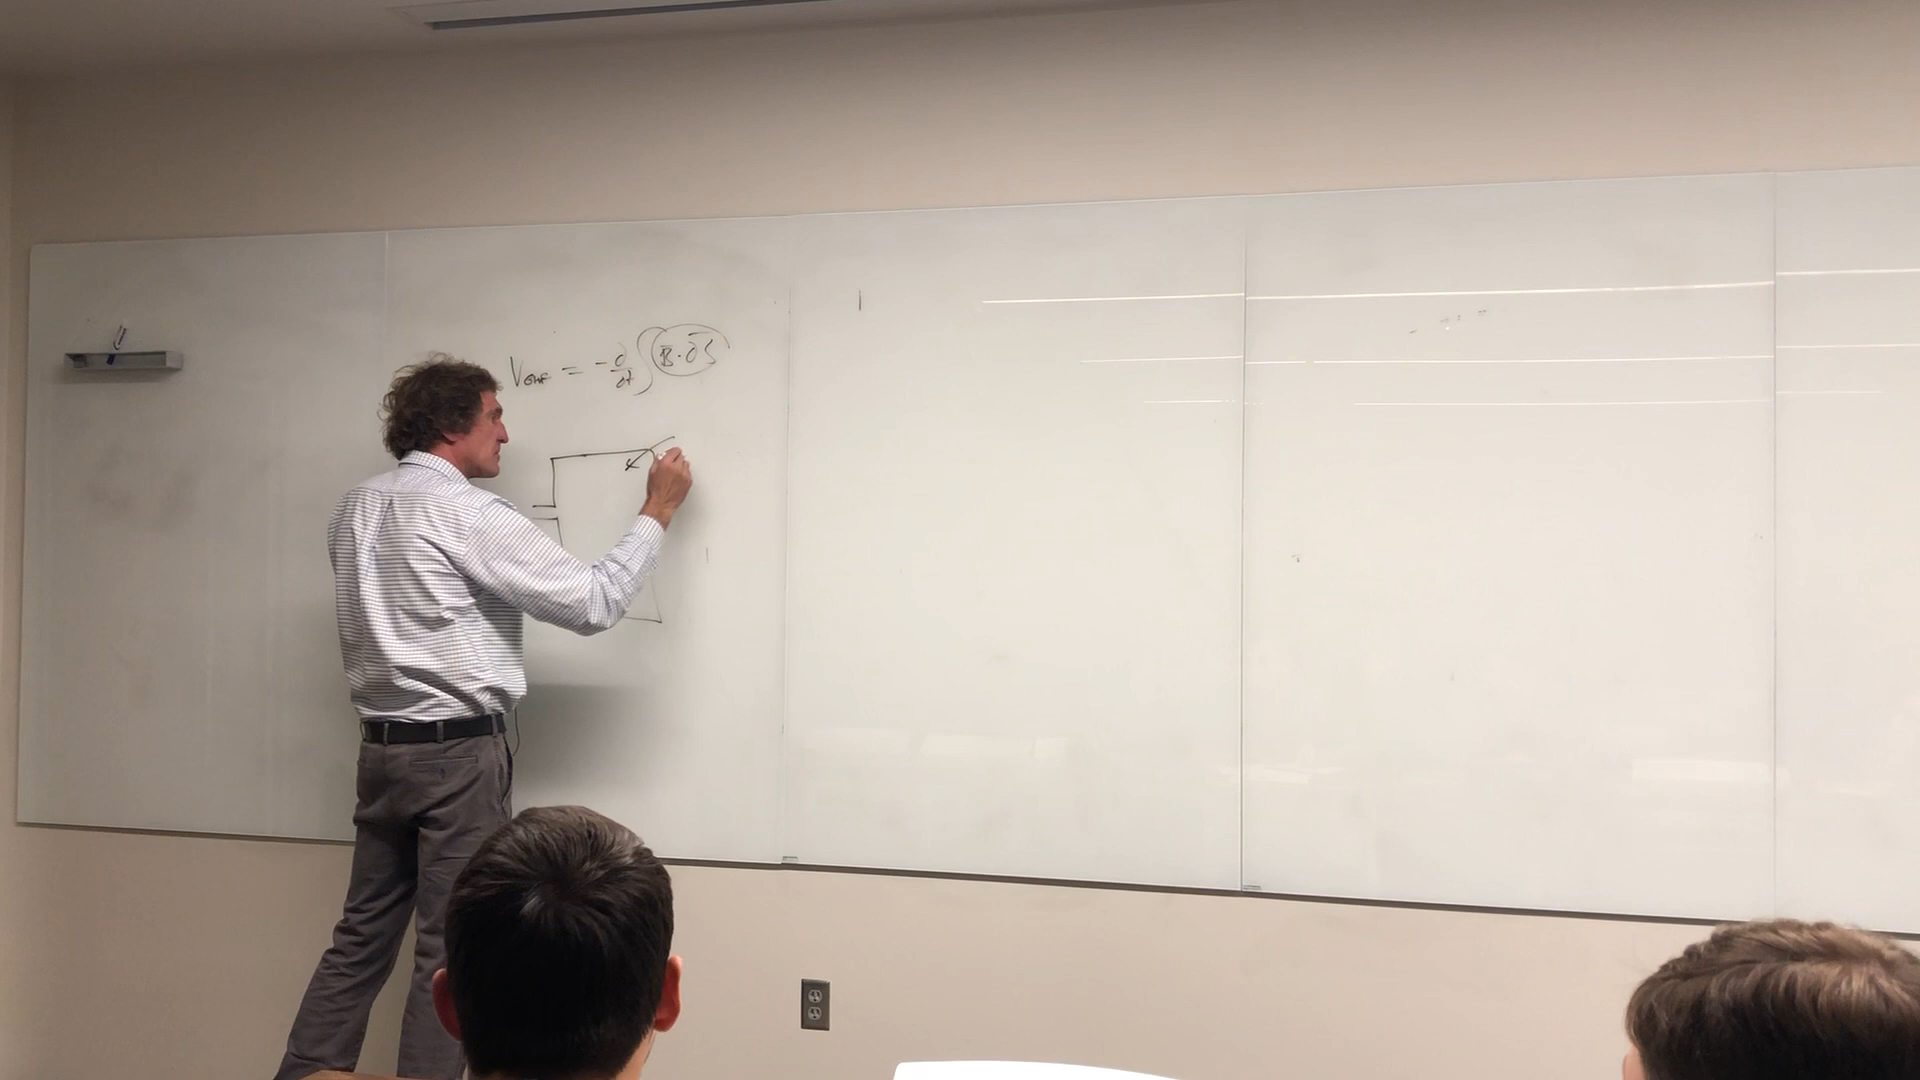 V_emf = -∂/∂t ∫ B̄·∂S̄